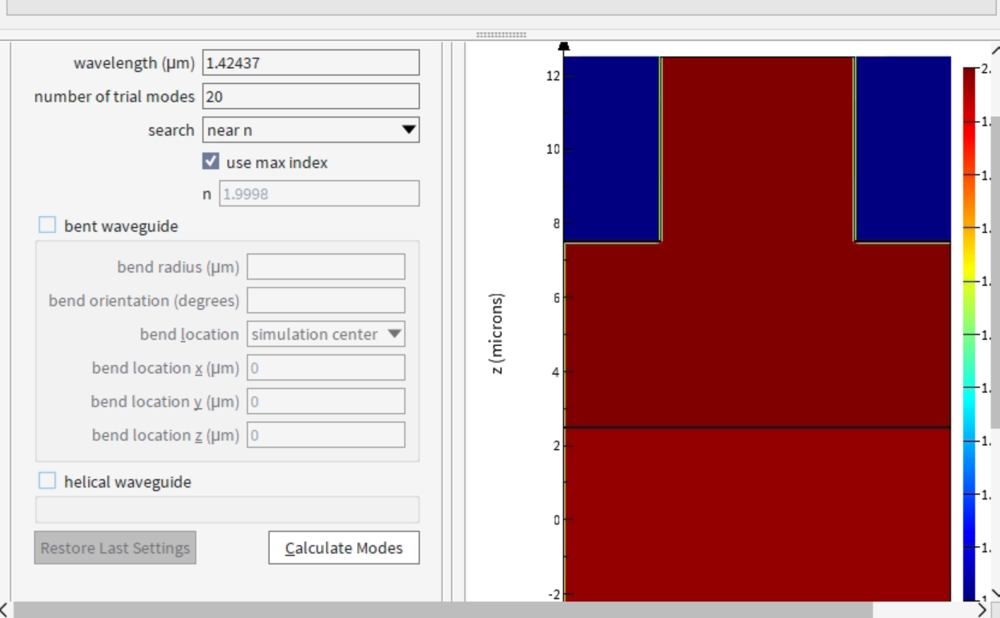 wavelength (µm) 1.42437
number of trial modes 20
search near n
use max index
n 1.9998
bent waveguide
bend radius (µm)
bend orientation (degrees)
bend location simulation center
bend location x (µm) 0
bend location y (µm) 0
bend location z (µm) 0
helical waveguide
Restore Last Settings Calculate Modes
z (microns)
12
10
8
6
4
2
0
-2
2.
1.
1.
1.
1.
1.
1.
1.
1.
1.